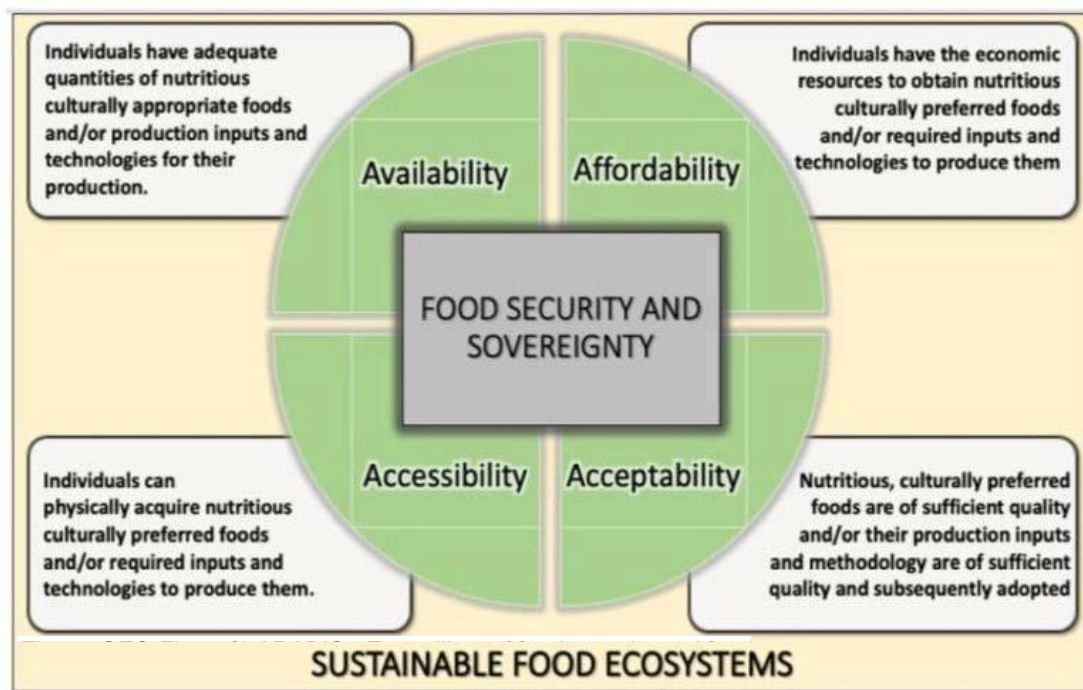 Individuals have adequate
quantities of nutritious
culturally appropriate foods
and/or production inputs and
technologies for their
production.
Individuals have the economic
resources to obtain nutritious
culturally preferred foods
and/or required inputs and
technologies to produce them
Availability
Affordability
FOOD SECURITY AND
SOVEREIGNTY
Accessibility
Acceptability
Individuals can
physically acquire nutritious
culturally preferred foods
and/or required inputs and
technologies to produce them.
Nutritious, culturally preferred
foods are of sufficient quality
and/or their production inputs
and methodology are of sufficient
quality and subsequently adopted
SUSTAINABLE FOOD ECOSYSTEMS